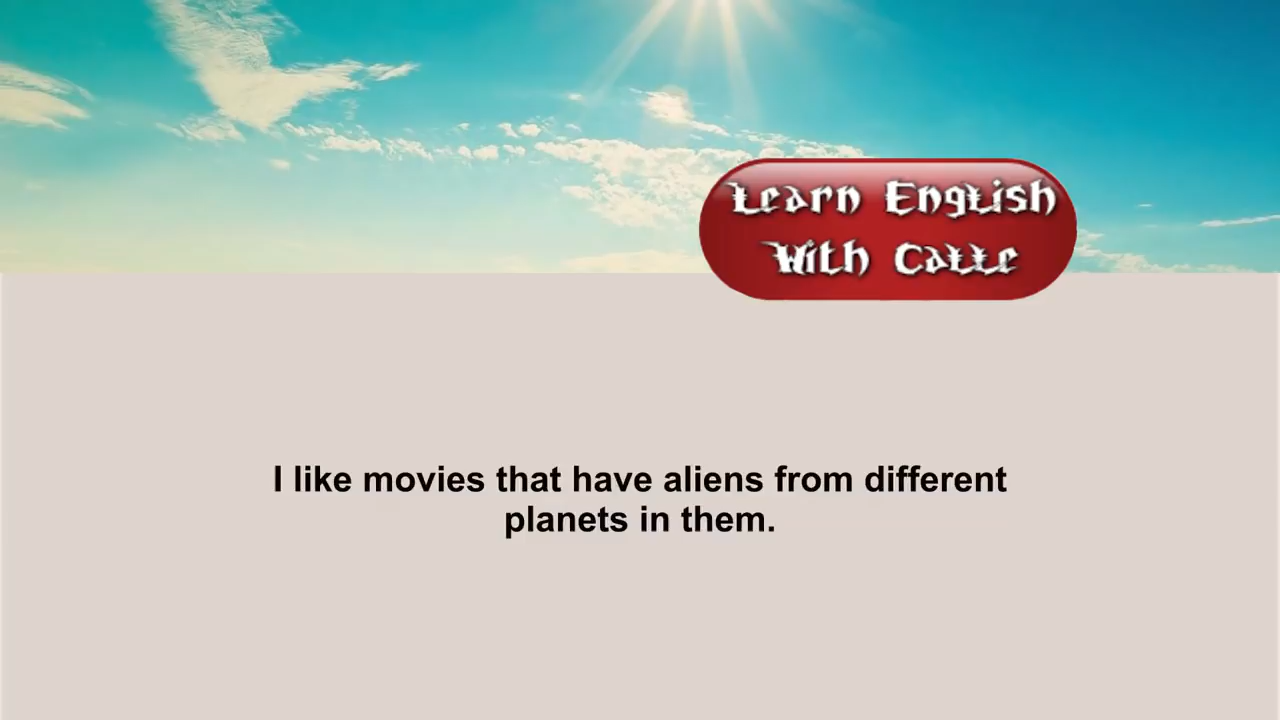 Learn English
With Calle
I like movies that have aliens from different
planets in them.